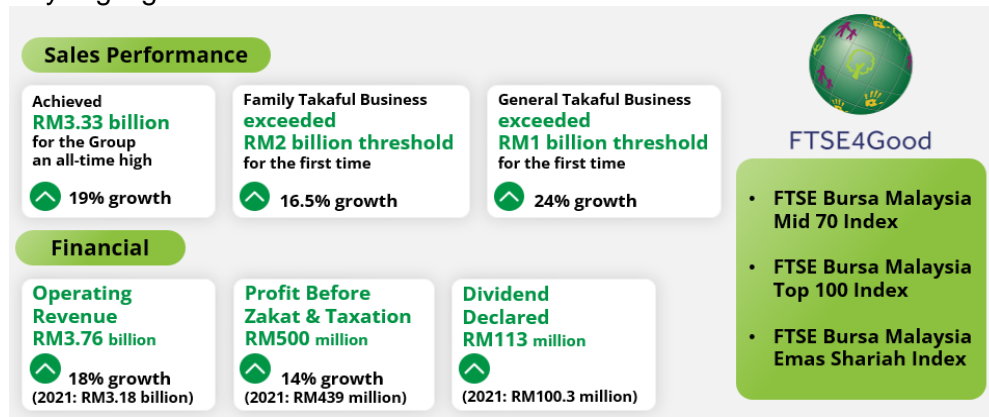 Sales Performance
Achieved
RM3.33 billion
for the Group
an all-time high
19% growth
Family Takaful Business
exceeded
RM2 billion threshold
for the first time
16.5% growth
General Takaful Business
exceeded
RM1 billion threshold
for the first time
24% growth
Financial
Operating
Revenue
RM3.76 billion
18% growth
(2021: RM3.18 billion)
Profit Before
Zakat & Taxation
RM500 million
14% growth
(2021: RM439 million)
Dividend
Declared
RM113 million
(2021: RM100.3 million)
FTSE4Good
• FTSE Bursa Malaysia
Mid 70 Index
• FTSE Bursa Malaysia
Top 100 Index
• FTSE Bursa Malaysia
Emas Shariah Index